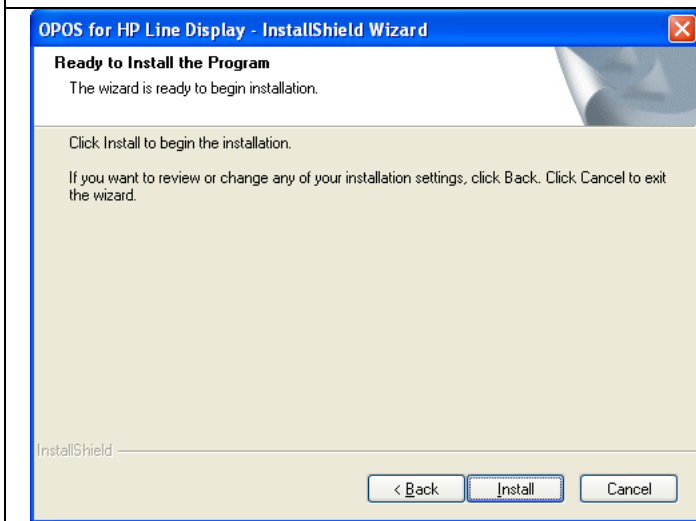 OPOS for HP Line Display - InstallShield Wizard
Ready to Install the Program
The wizard is ready to begin installation.
Click Install to begin the installation.
If you want to review or change any of your installation settings, click Back. Click Cancel to exit
the wizard.
InstallShield
< Back Install Cancel